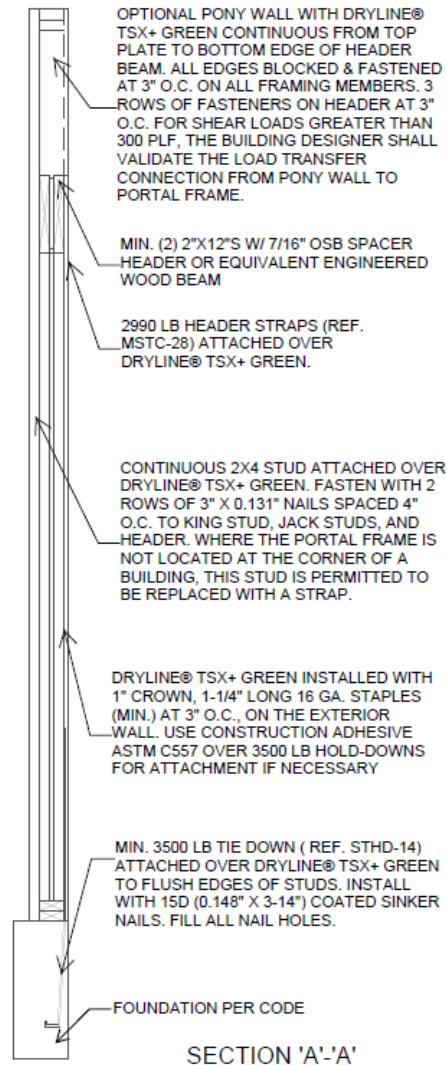 OPTIONAL PONY WALL WITH DRYLINE®
TSX+ GREEN CONTINUOUS FROM TOP
PLATE TO BOTTOM EDGE OF HEADER
BEAM. ALL EDGES BLOCKED & FASTENED
AT 3" O.C. ON ALL FRAMING MEMBERS. 3
ROWS OF FASTENERS ON HEADER AT 3"
O.C. FOR SHEAR LOADS GREATER THAN
300 PLF, THE BUILDING DESIGNER SHALL
VALIDATE THE LOAD TRANSFER
CONNECTION FROM PONY WALL TO
PORTAL FRAME.
MIN. (2) 2"X12"S W/ 7/16" OSB SPACER
HEADER OR EQUIVALENT ENGINEERED
WOOD BEAM
2990 LB HEADER STRAPS (REF.
MSTC-28) ATTACHED OVER
DRYLINE® TSX+ GREEN.
CONTINUOUS 2X4 STUD ATTACHED OVER
DRYLINE® TSX+ GREEN. FASTEN WITH 2
ROWS OF 3" X 0.131" NAILS SPACED 4"
O.C. TO KING STUD, JACK STUDS, AND
HEADER. WHERE THE PORTAL FRAME IS
NOT LOCATED AT THE CORNER OF A
BUILDING, THIS STUD IS PERMITTED TO
BE REPLACED WITH A STRAP.
DRYLINE® TSX+ GREEN INSTALLED WITH
1" CROWN, 1-1/4" LONG 16 GA. STAPLES
(MIN.) AT 3" O.C., ON THE EXTERIOR
WALL. USE CONSTRUCTION ADHESIVE
ASTM C557 OVER 3500 LB HOLD-DOWNS
FOR ATTACHMENT IF NECESSARY
MIN. 3500 LB TIE DOWN ( REF. STHD-14)
ATTACHED OVER DRYLINE® TSX+ GREEN
TO FLUSH EDGES OF STUDS. INSTALL
WITH 15D (0.148" X 3-14") COATED SINKER
NAILS. FILL ALL NAIL HOLES.
FOUNDATION PER CODE
SECTION 'A'-'A'